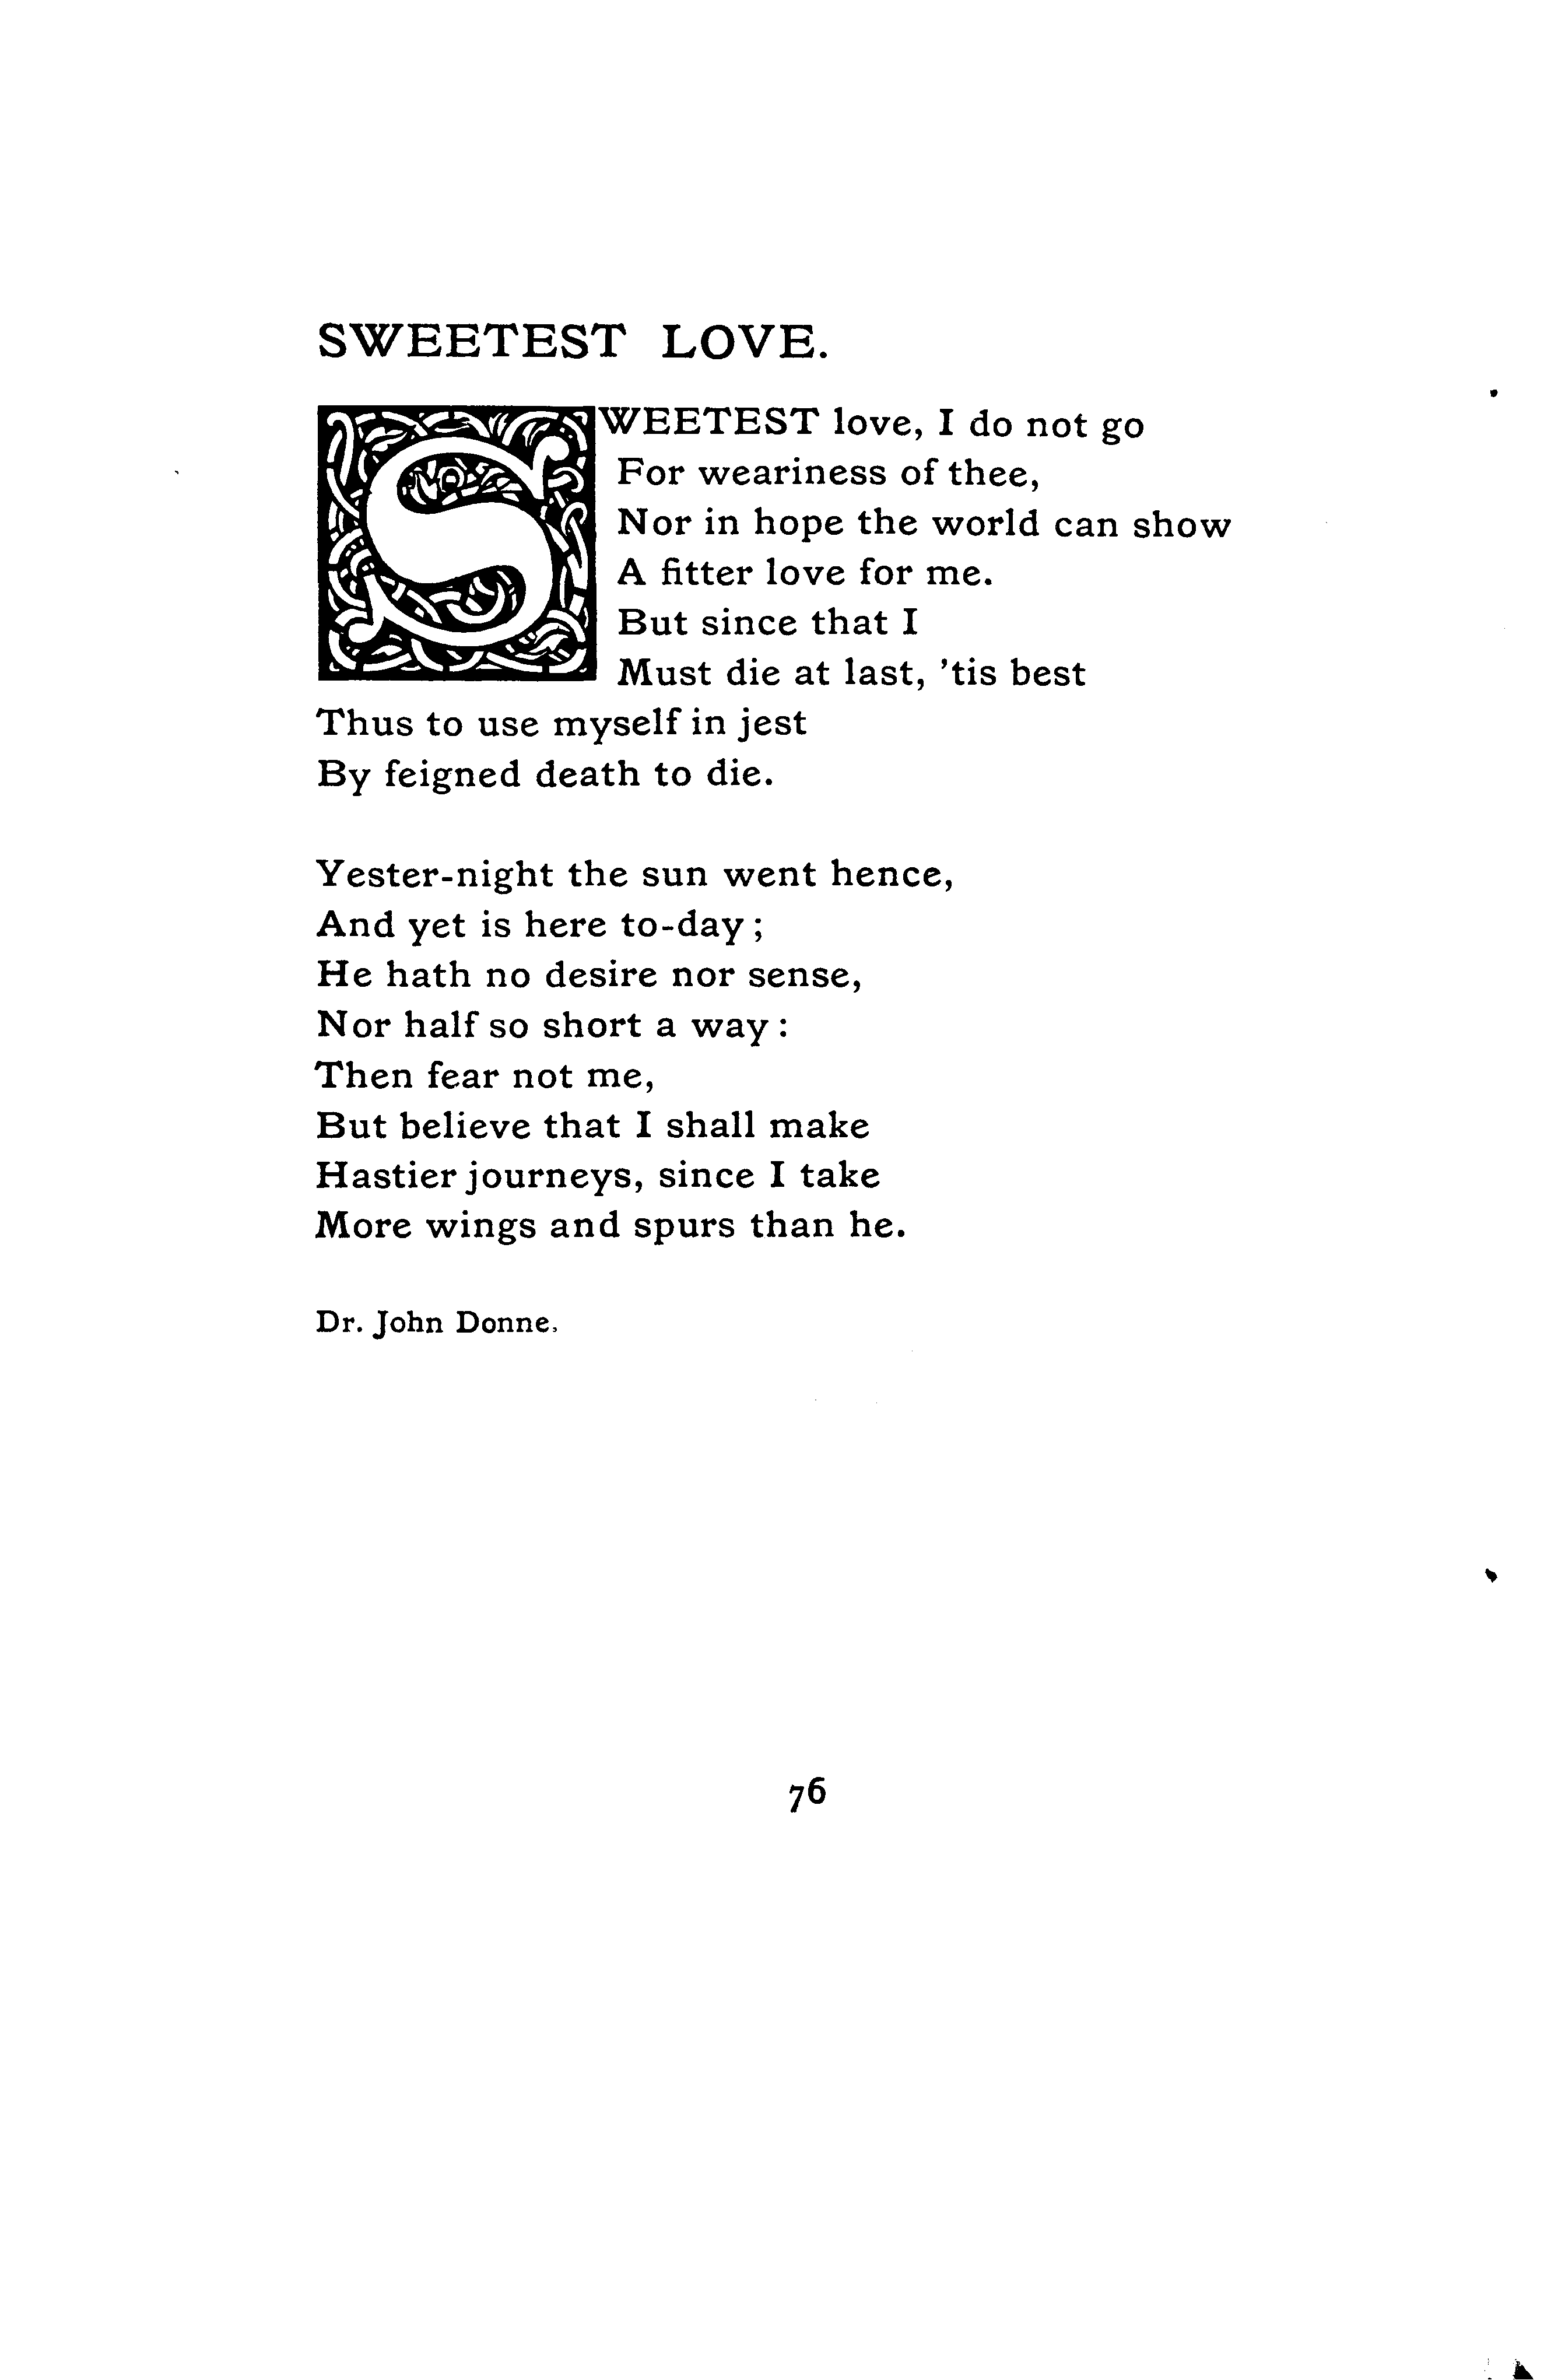 SWEETEST LOVE.
SWEETEST love, I do not go
For weariness of thee,
Nor in hope the world can show
A fitter love for me.
But since that I
Must die at last, ’tis best
Thus to use myself in jest
By feigned death to die.
Yester-night the sun went hence,
And yet is here to-day ;
He hath no desire nor sense,
Nor half so short a way :
Then fear not me,
But believe that I shall make
Hastier journeys, since I take
More wings and spurs than he.
Dr. John Donne.
76